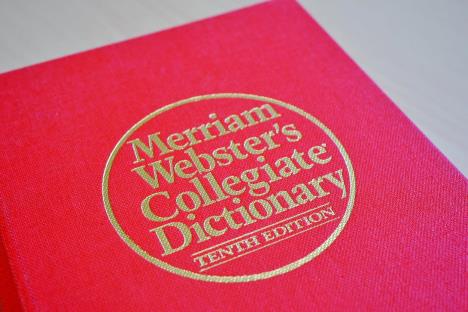 Merriam
Webster's
Collegiate®
Dictionary
TENTH EDITION